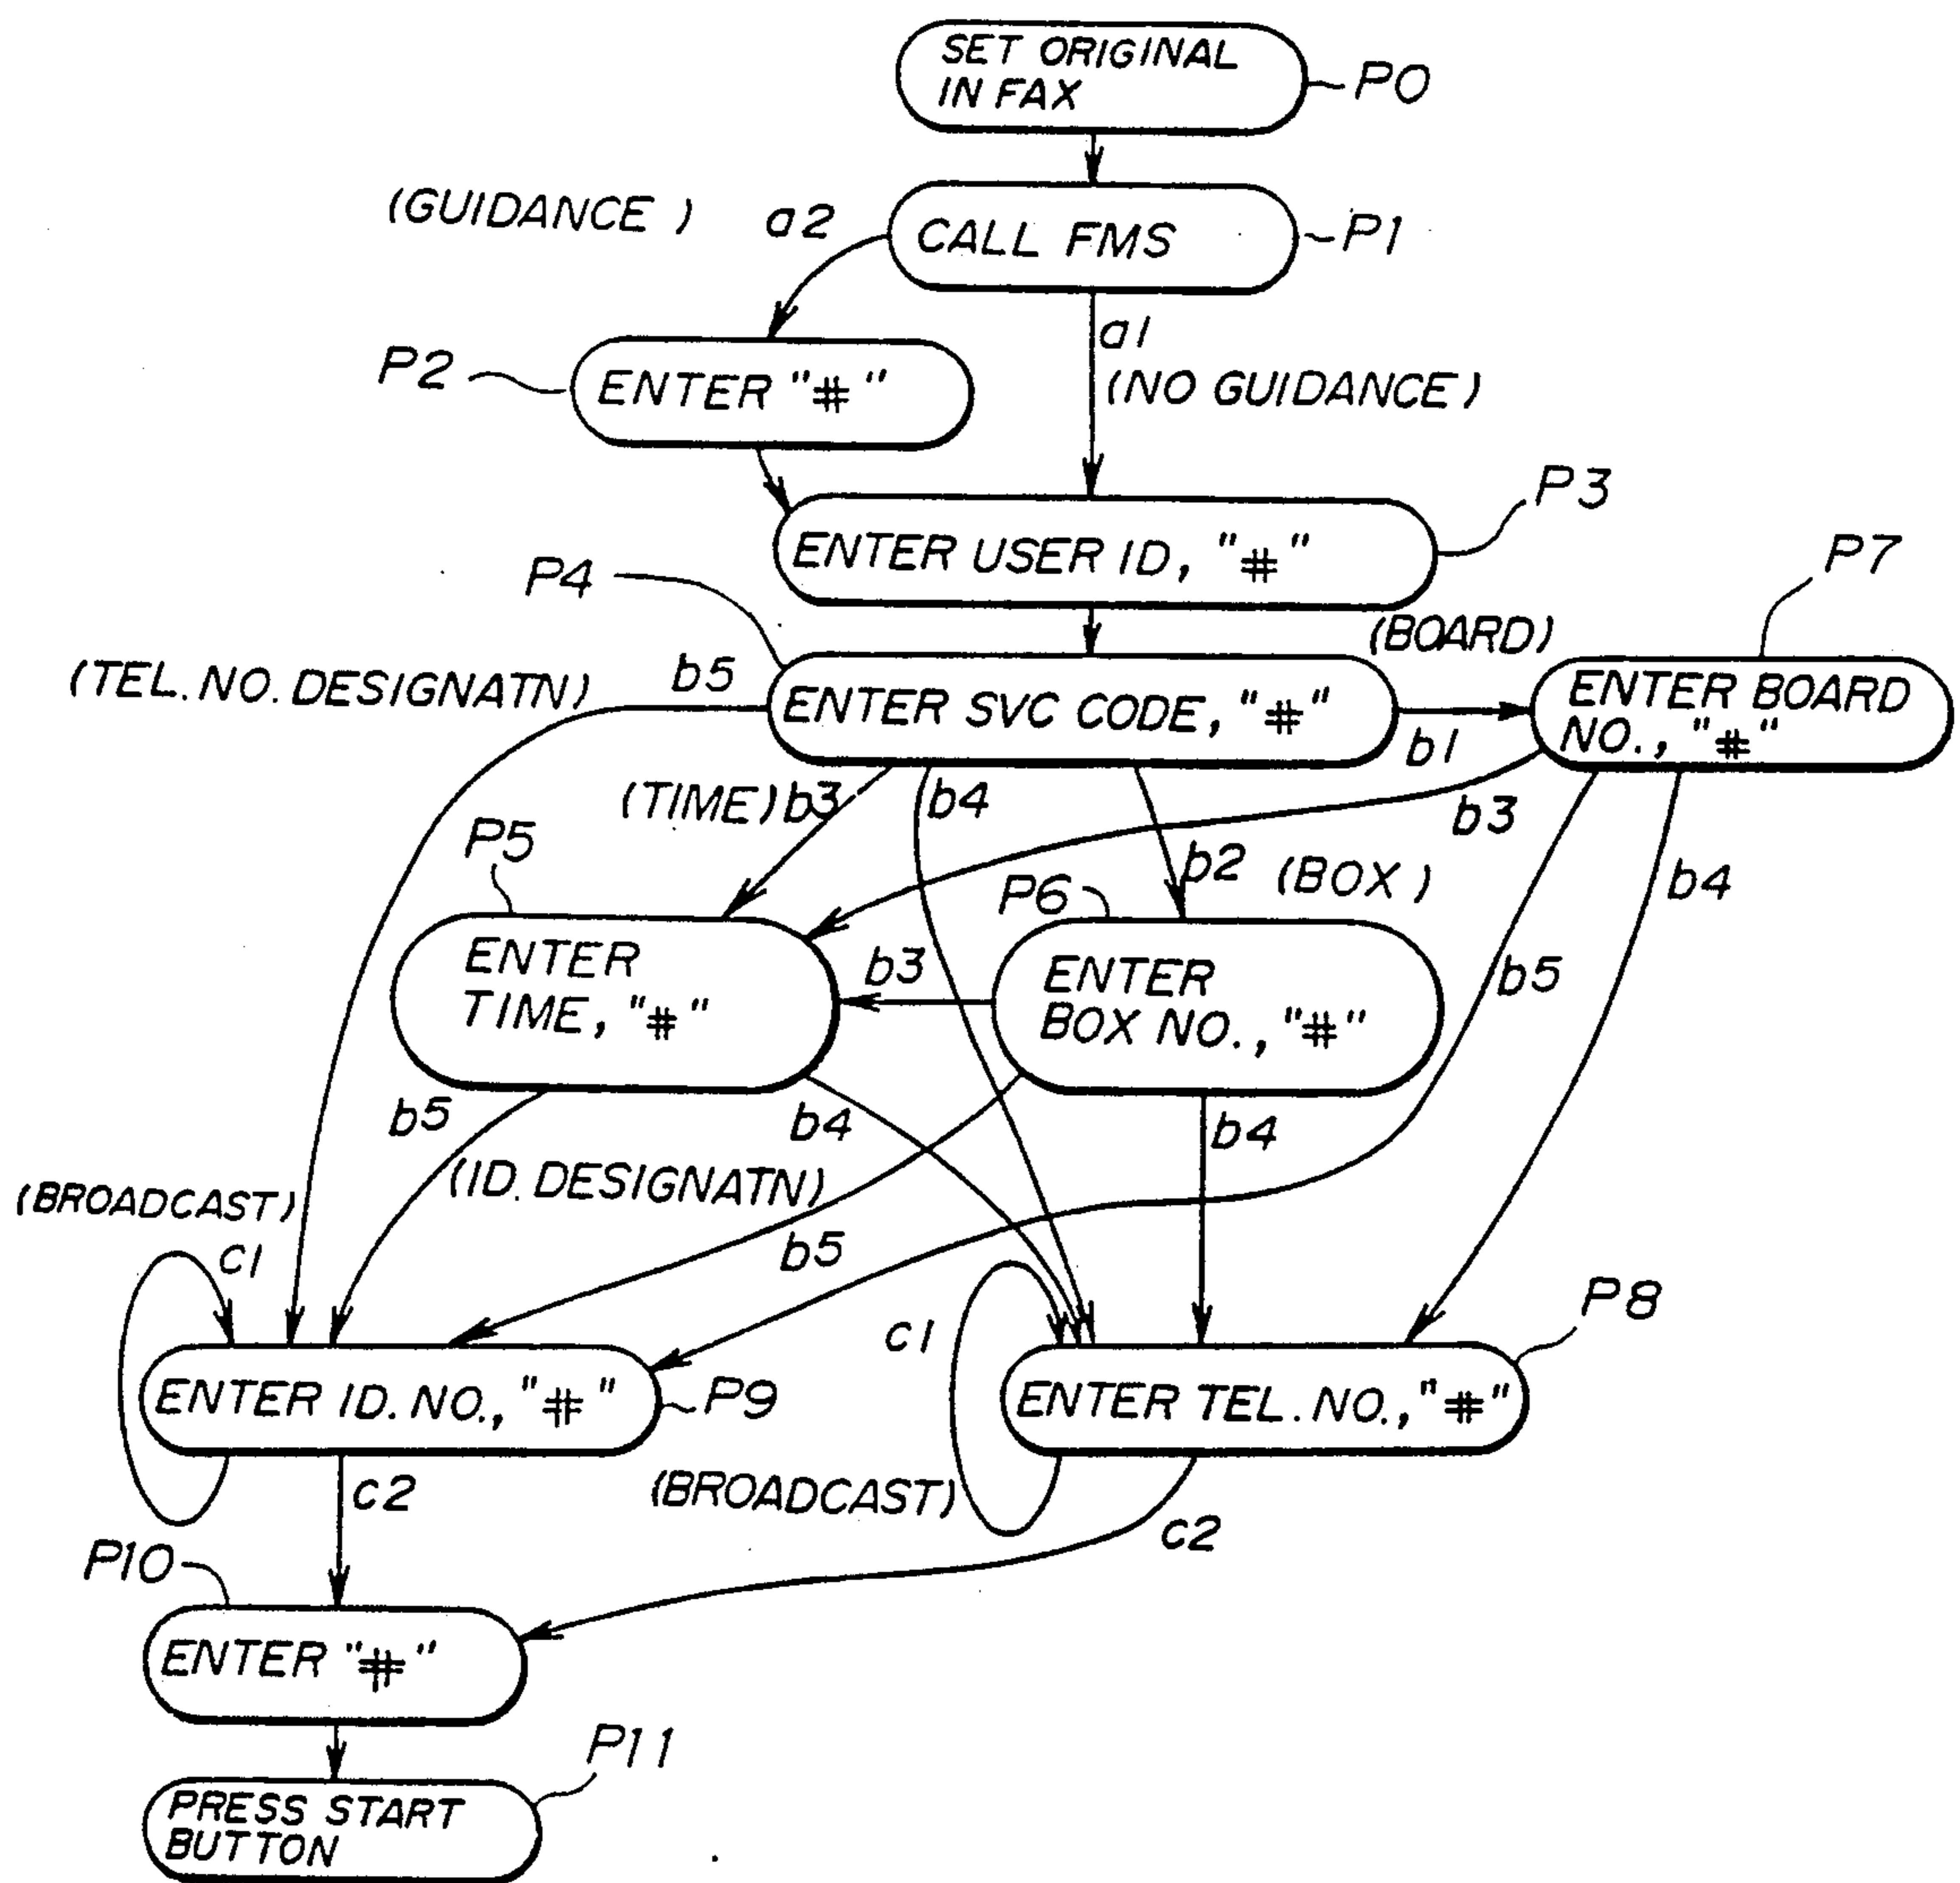 SET ORIGINAL
IN FAX
P0
(GUIDANCE )
a2
CALL FMS
P1
a1
P2
ENTER "#"
(NO GUIDANCE)
P3
ENTER USER ID, "#"
P4
P7
(BOARD)
(TEL. NO. DESIGNATN)
b5
ENTER SVC CODE, "#"
b1
ENTER BOARD
NO., "#"
(TIME) b3
b4
b3
P5
b2 (BOX )
P6
b4
ENTER
TIME, "#"
b3
ENTER
BOX NO., "#"
b5
b5
b4
b4
(ID. DESIGNATN)
(BROADCAST)
c1
b5
P8
c1
ENTER ID. NO., "#"
P9
ENTER TEL. NO., "#"
c2
(BROADCAST)
c2
P10
ENTER "#"
P11
PRESS START
BUTTON